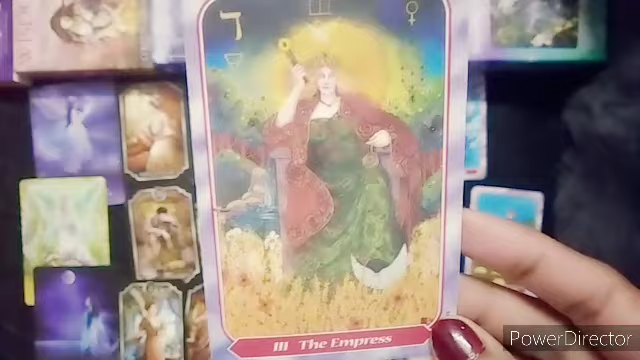 ד
♀
III The Empress
PowerDirector